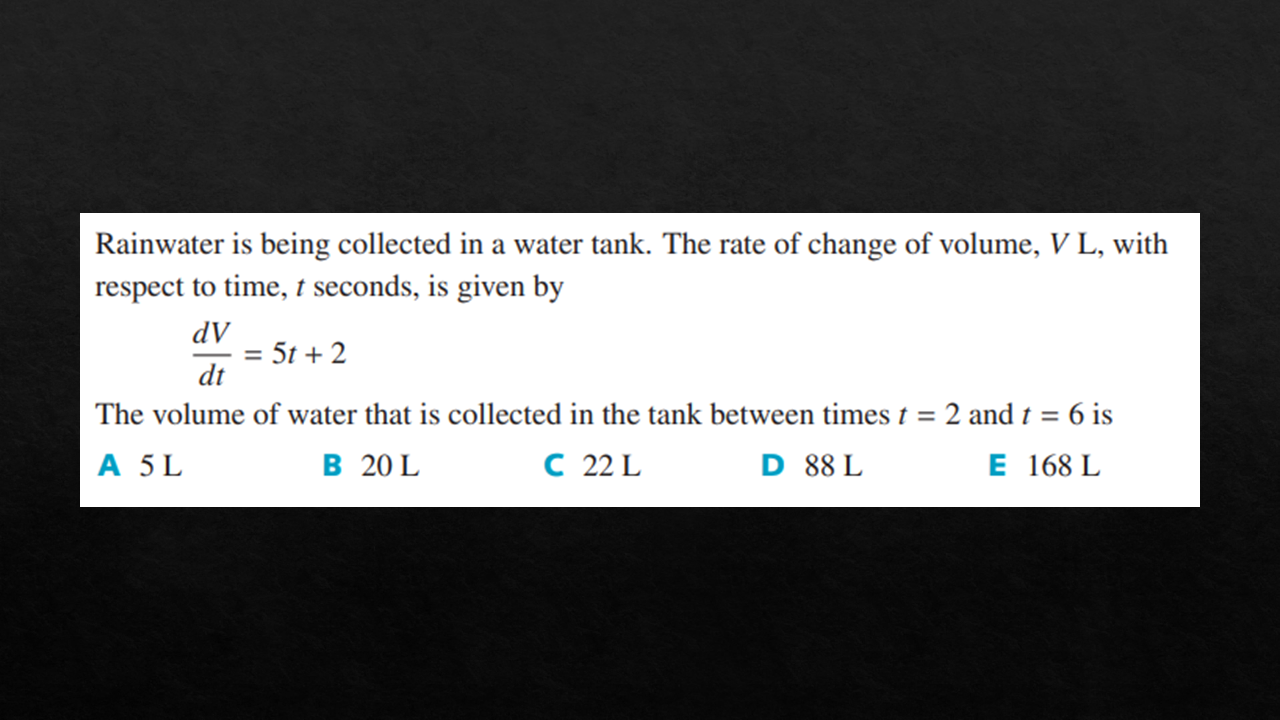 Rainwater is being collected in a water tank. The rate of change of volume, V L, with
respect to time, t seconds, is given by
dV/dt = 5t + 2
The volume of water that is collected in the tank between times t = 2 and t = 6 is
A 5 L B 20 L C 22 L D 88 L E 168 L